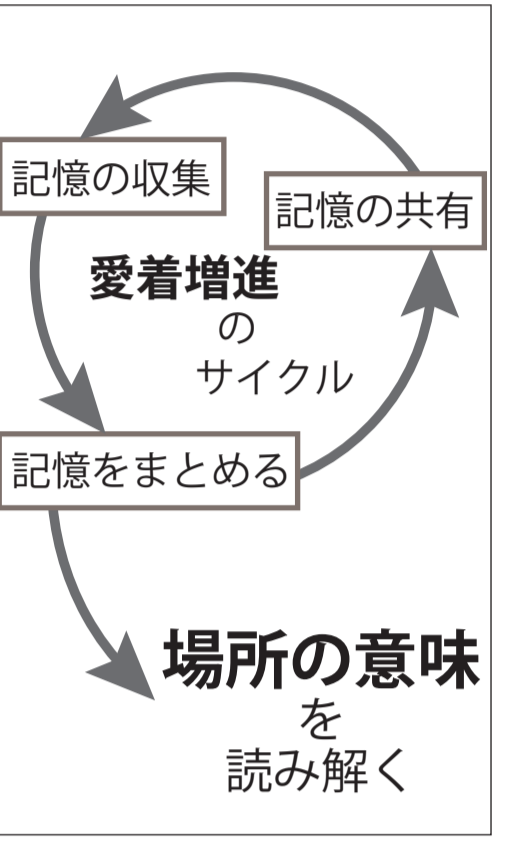 記憶の収集
記憶の共有
愛着増進
の
サイクル
記憶をまとめる
場所の意味
を
読み解く